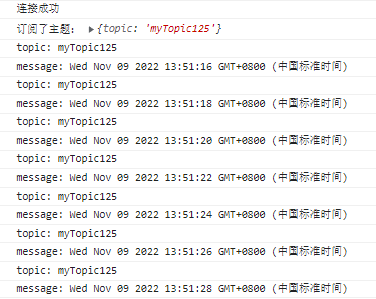 连接成功
订阅了主题： ▶{topic: 'myTopic125'}
topic: myTopic125
message: Wed Nov 09 2022 13:51:16 GMT+0800 (中国标准时间)
topic: myTopic125
message: Wed Nov 09 2022 13:51:18 GMT+0800 (中国标准时间)
topic: myTopic125
message: Wed Nov 09 2022 13:51:20 GMT+0800 (中国标准时间)
topic: myTopic125
message: Wed Nov 09 2022 13:51:22 GMT+0800 (中国标准时间)
topic: myTopic125
message: Wed Nov 09 2022 13:51:24 GMT+0800 (中国标准时间)
topic: myTopic125
message: Wed Nov 09 2022 13:51:26 GMT+0800 (中国标准时间)
topic: myTopic125
message: Wed Nov 09 2022 13:51:28 GMT+0800 (中国标准时间)